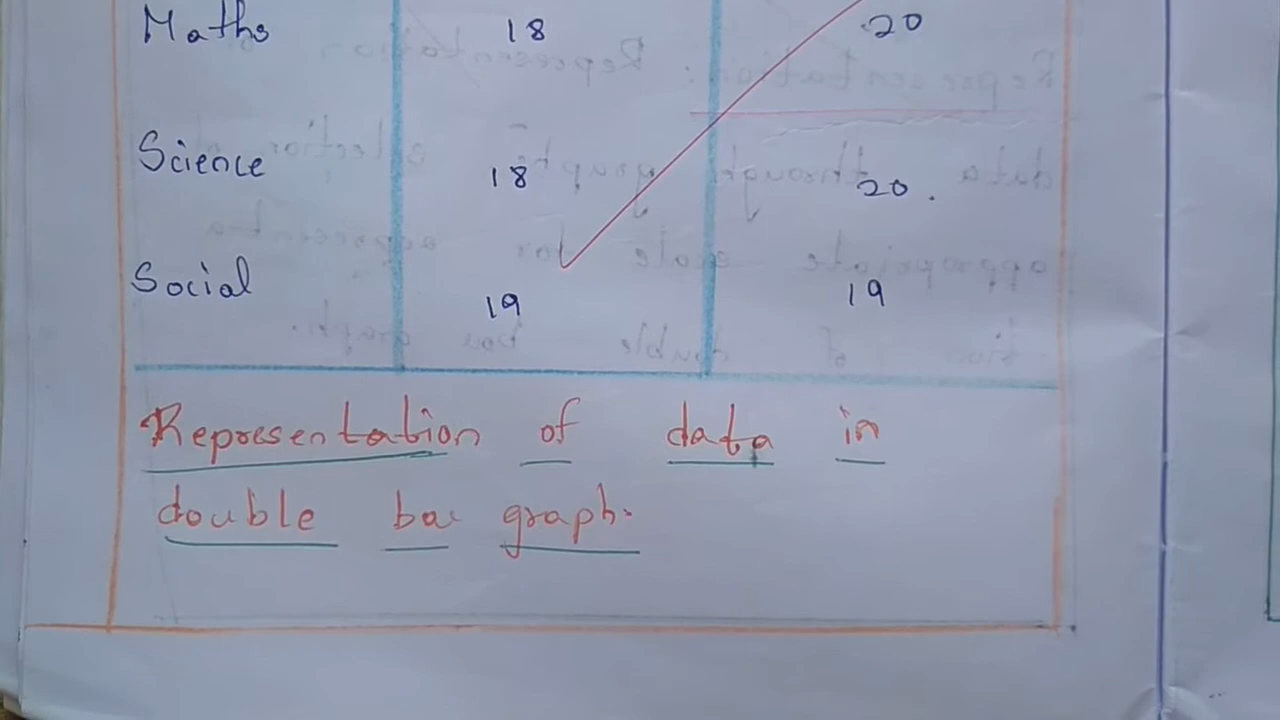 Maths 18 20
Science 18 20.
Social 19 19
Representation of data in
double bar graph.